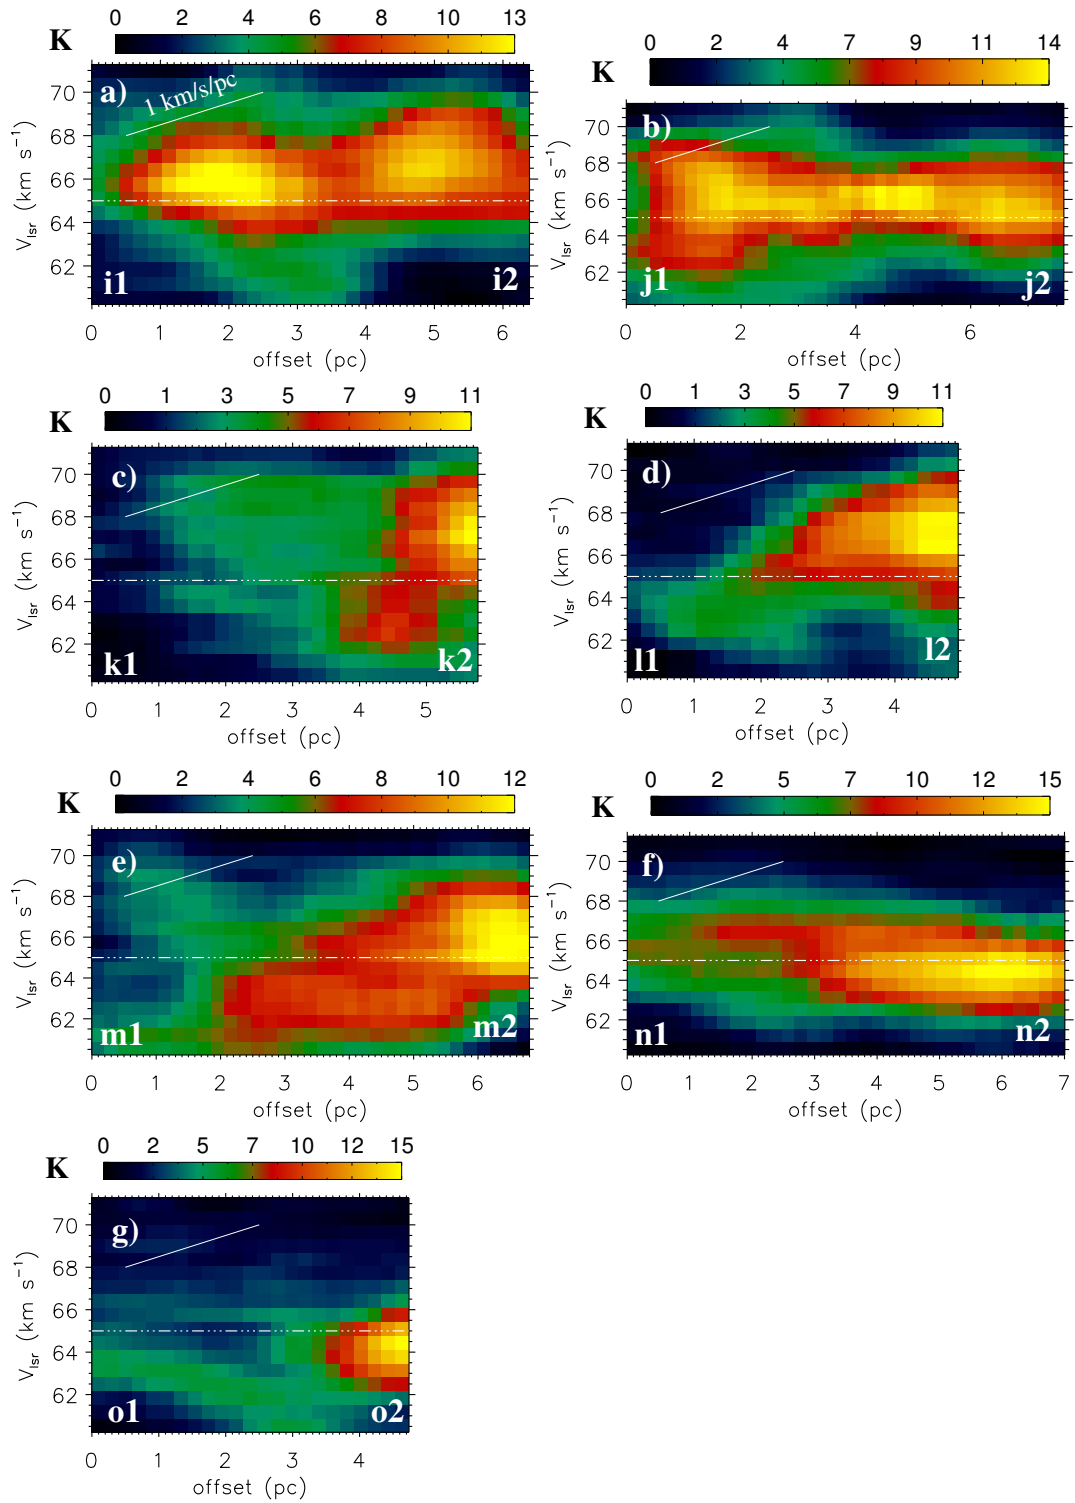 0 2 4 6 8 10 13
K
a)
1 km/s/pc
70
68
66
64
62
V_lsr (km s⁻¹)
i1 i2
0 1 2 3 4 5 6
offset (pc)
0 2 4 7 9 11 14
K
b)
70
68
66
64
62
V_lsr (km s⁻¹)
j1 j2
0 2 4 6
offset (pc)
0 1 3 5 7 9 11
K
c)
70
68
66
64
62
V_lsr (km s⁻¹)
k1 k2
0 1 2 3 4 5
offset (pc)
0 1 3 5 7 9 11
K
d)
70
68
66
64
62
V_lsr (km s⁻¹)
l1 l2
0 1 2 3 4
offset (pc)
0 2 4 6 8 10 12
K
e)
70
68
66
64
62
V_lsr (km s⁻¹)
m1 m2
0 1 2 3 4 5 6
offset (pc)
0 2 5 7 10 12 15
K
f)
70
68
66
64
62
V_lsr (km s⁻¹)
n1 n2
0 1 2 3 4 5 6 7
offset (pc)
0 2 5 7 10 12 15
K
g)
70
68
66
64
62
V_lsr (km s⁻¹)
o1 o2
0 1 2 3 4
offset (pc)